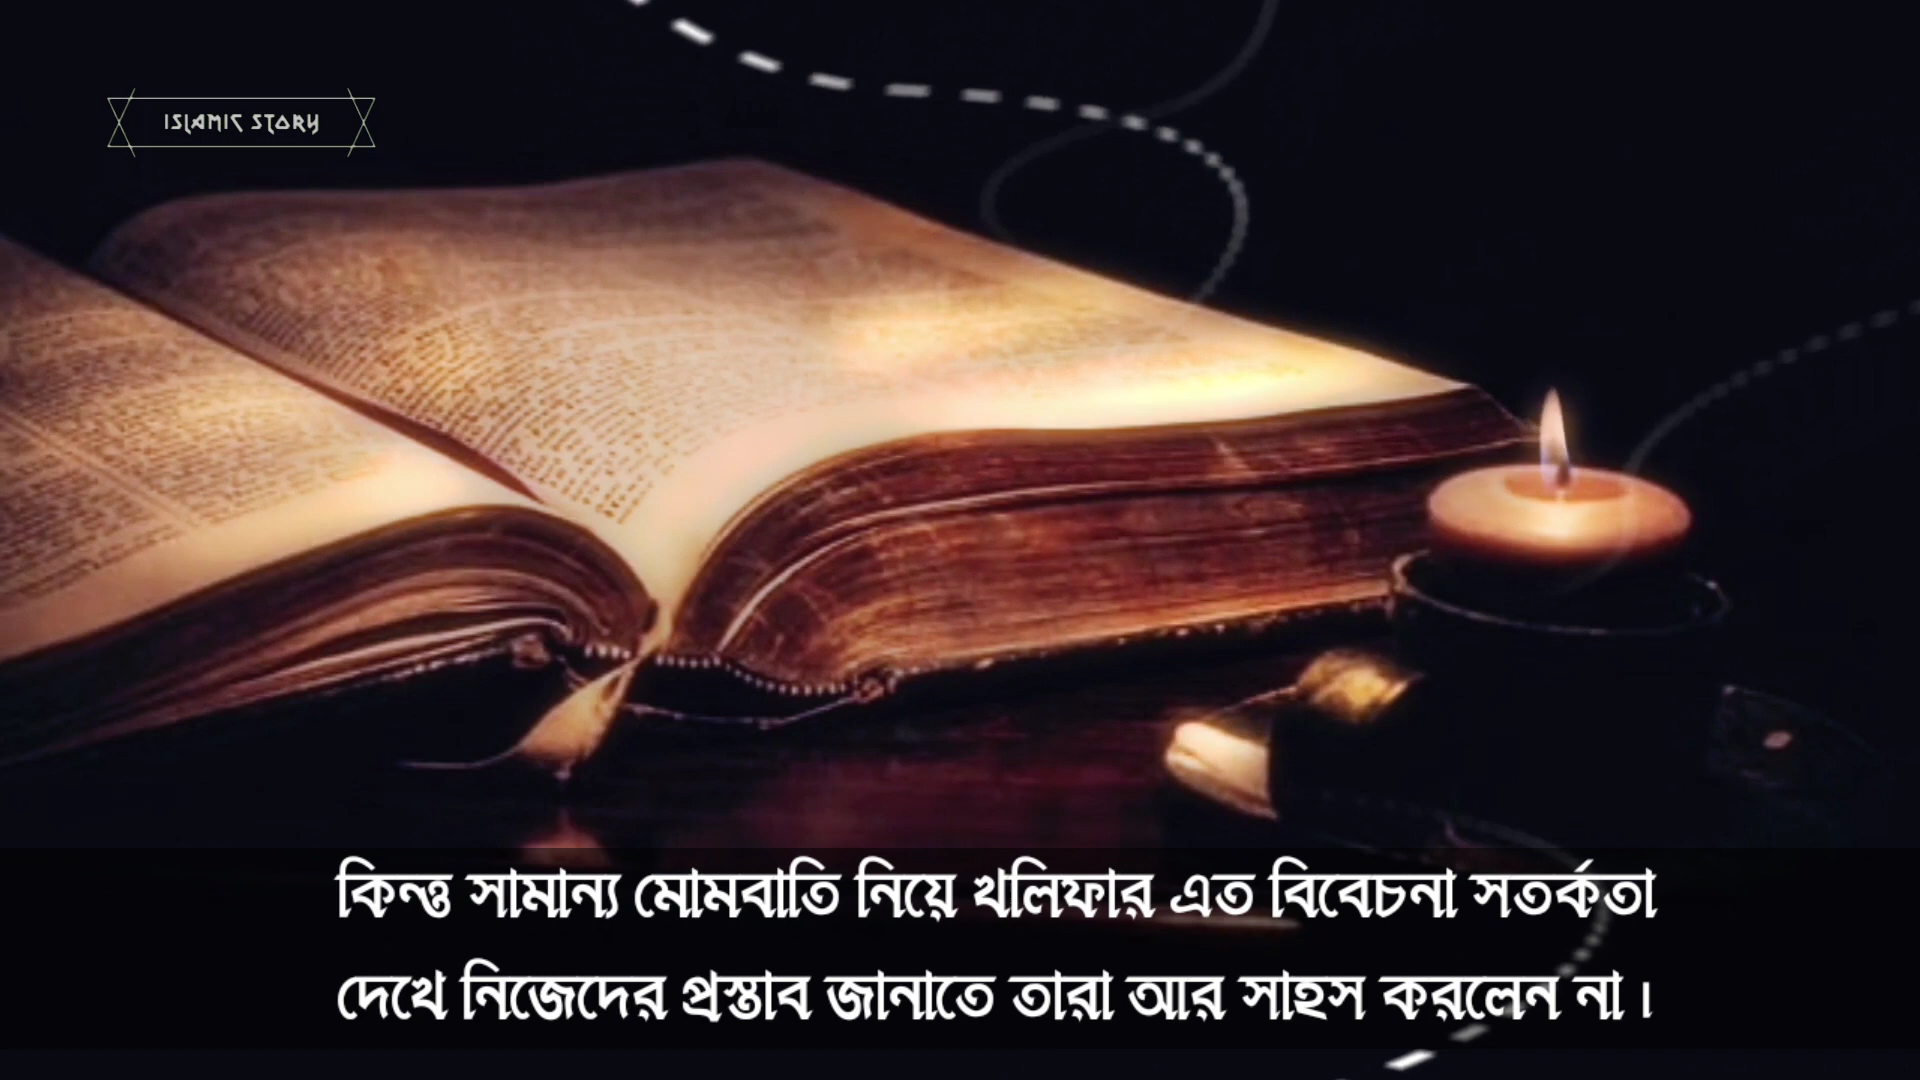 ISLAMIC STORY
কিন্তু সামান্য মোমবাতি নিয়ে খলিফার এত বিবেচনা সতর্কতা
দেখে নিজেদের প্রস্তাব জানাতে তারা আর সাহস করলেন না।